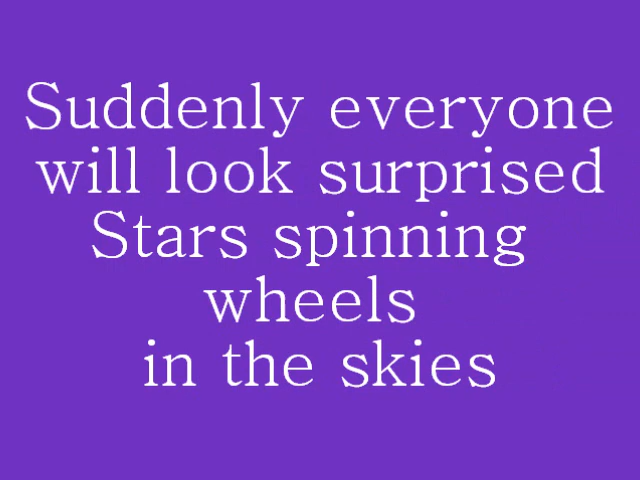 Suddenly everyone
will look surprised
Stars spinning
wheels
in the skies